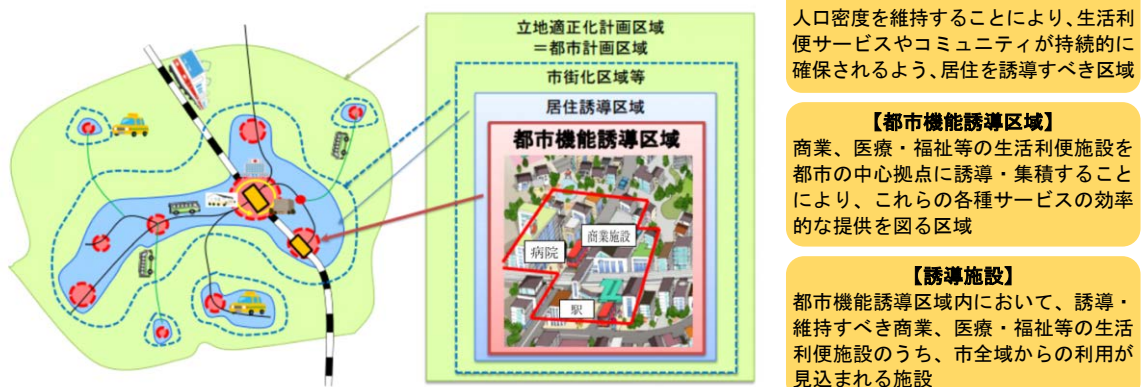 立地適正化計画区域
＝都市計画区域
市街化区域等
居住誘導区域
都市機能誘導区域
病院
商業施設
駅
人口密度を維持することにより、生活利
便サービスやコミュニティが持続的に
確保されるよう、居住を誘導すべき区域
【都市機能誘導区域】
商業、医療・福祉等の生活利便施設を
都市の中心拠点に誘導・集積すること
により、これらの各種サービスの効率
的な提供を図る区域
【誘導施設】
都市機能誘導区域内において、誘導・
維持すべき商業、医療・福祉等の生活
利便施設のうち、市全域からの利用が
見込まれる施設